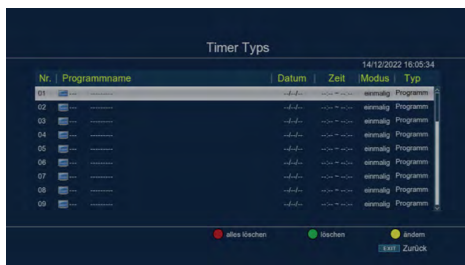 Timer Typs
14/12/2022 16:05:34
Nr. | Programmname | Datum | Zeit |Modus | Typ
01 --- ---------- --/--/-- --:-- ~ --:-- einmalig Programm
02 --- ---------- --/--/-- --:-- ~ --:-- einmalig Programm
03 --- ---------- --/--/-- --:-- ~ --:-- einmalig Programm
04 --- ---------- --/--/-- --:-- ~ --:-- einmalig Programm
05 --- ---------- --/--/-- --:-- ~ --:-- einmalig Programm
06 --- ---------- --/--/-- --:-- ~ --:-- einmalig Programm
07 --- ---------- --/--/-- --:-- ~ --:-- einmalig Programm
08 --- ---------- --/--/-- --:-- ~ --:-- einmalig Programm
09 --- ---------- --/--/-- --:-- ~ --:-- einmalig Programm
alles löschen löschen ändern
EXIT Zurück